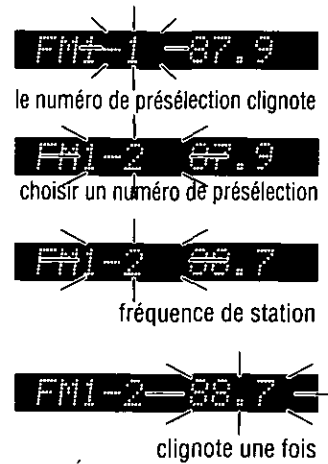 FM1-1 87.9
le numéro de présélection clignote
FM1-2 87.9
choisir un numéro de présélection
FM1-2 88.7
fréquence de station
FM1-2 88.7
clignote une fois